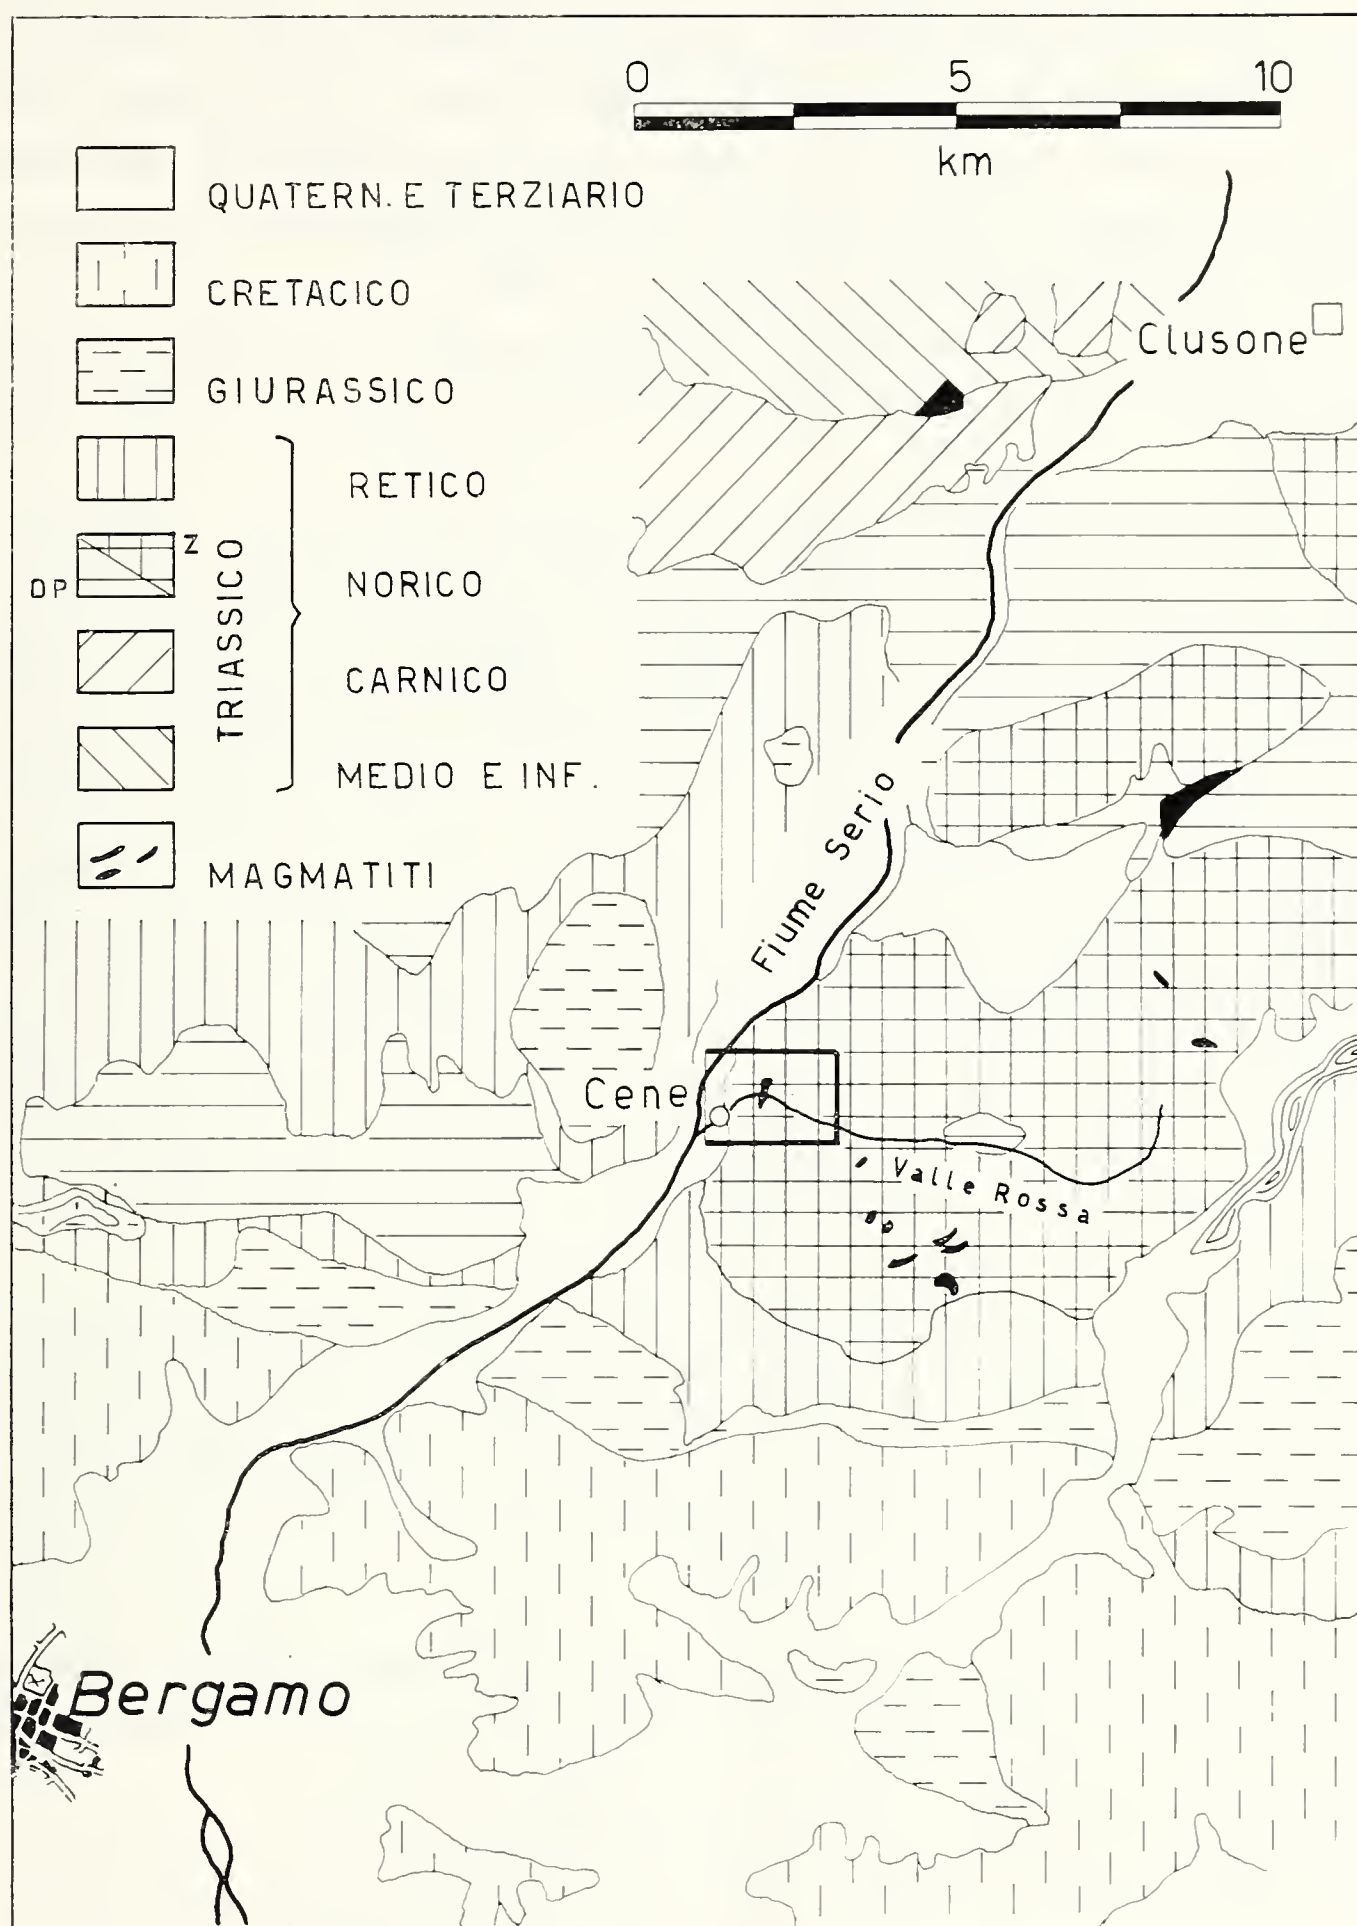 0 5 10
km
QUATERN. E TERZIARIO
CRETACICO
GIURASSICO
RETICO
Z
DP
NORICO
TRIASSICO
CARNICO
MEDIO E INF.
MAGMATITI
Clusone
Fiume Serio
Cene
Valle Rossa
Bergamo